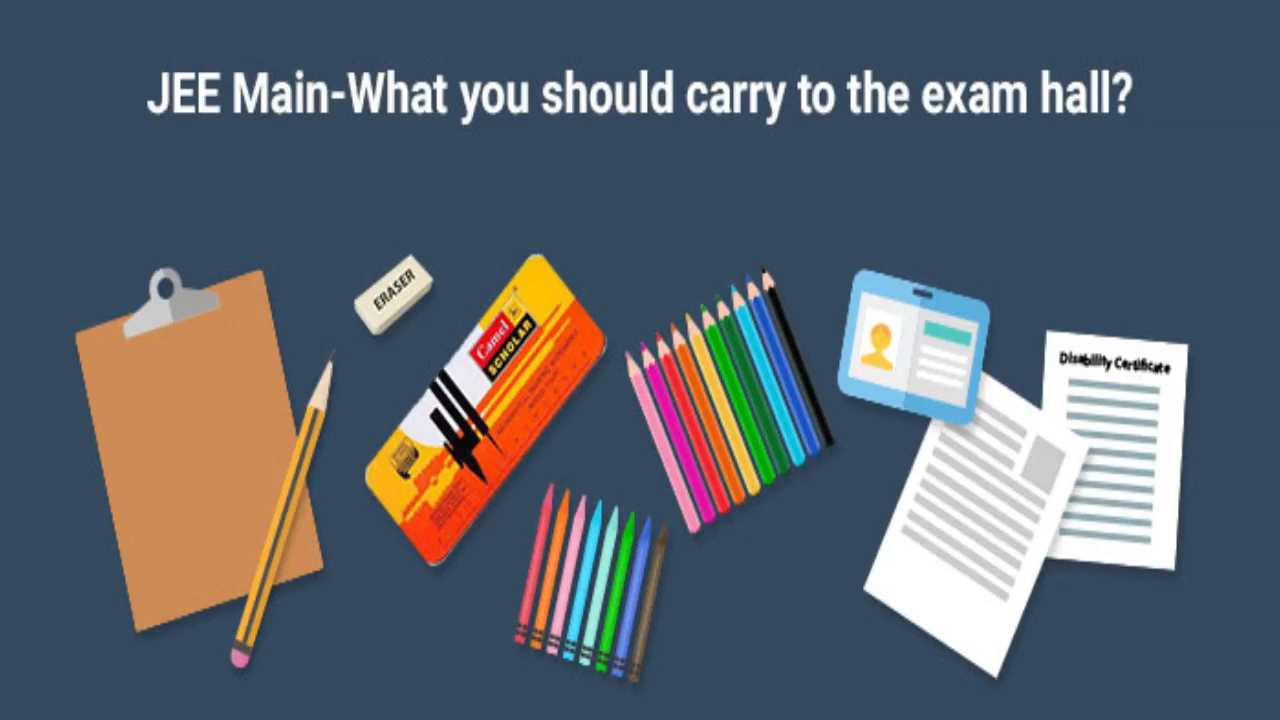 JEE Main-What you should carry to the exam hall?
ERASER
Camel
SCHOLAR
Disability Certificate